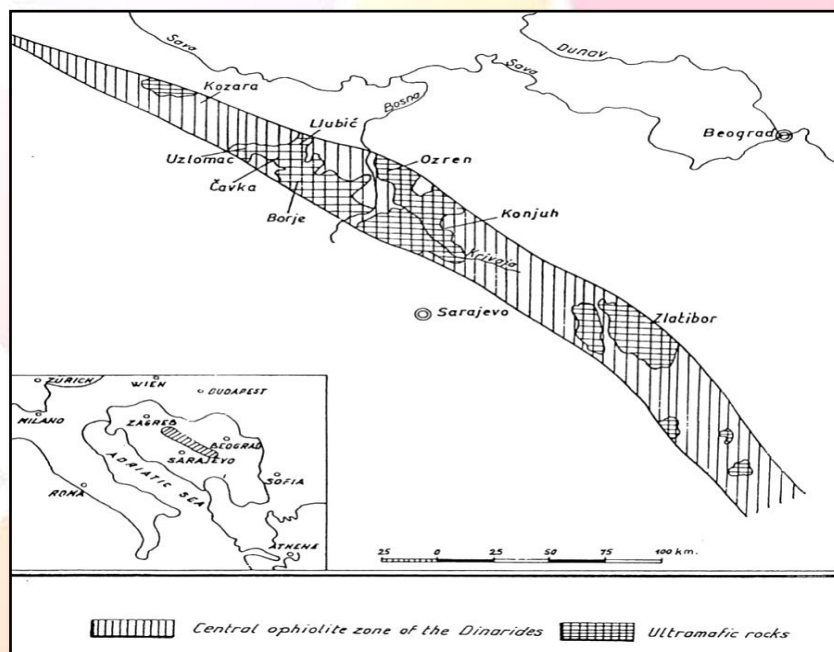 Sava
Dunav
Sava
Bosna
Kozara
Beograd
Llubić
Uzlomac
Ozren
Čavka
Borje
Konjuh
Krivaja
Sarajevo
Zlatibor
ZÜRICH
WIEN
BUDAPEST
MILANO
ZAGREB
BEOGRAD
SARAJEVO
ADRIATIC SEA
SOFIA
ROMA
ATHENE
25 0 25 50 75 100 km.
Central ophiolite zone of the Dinarides
Ultramafic rocks